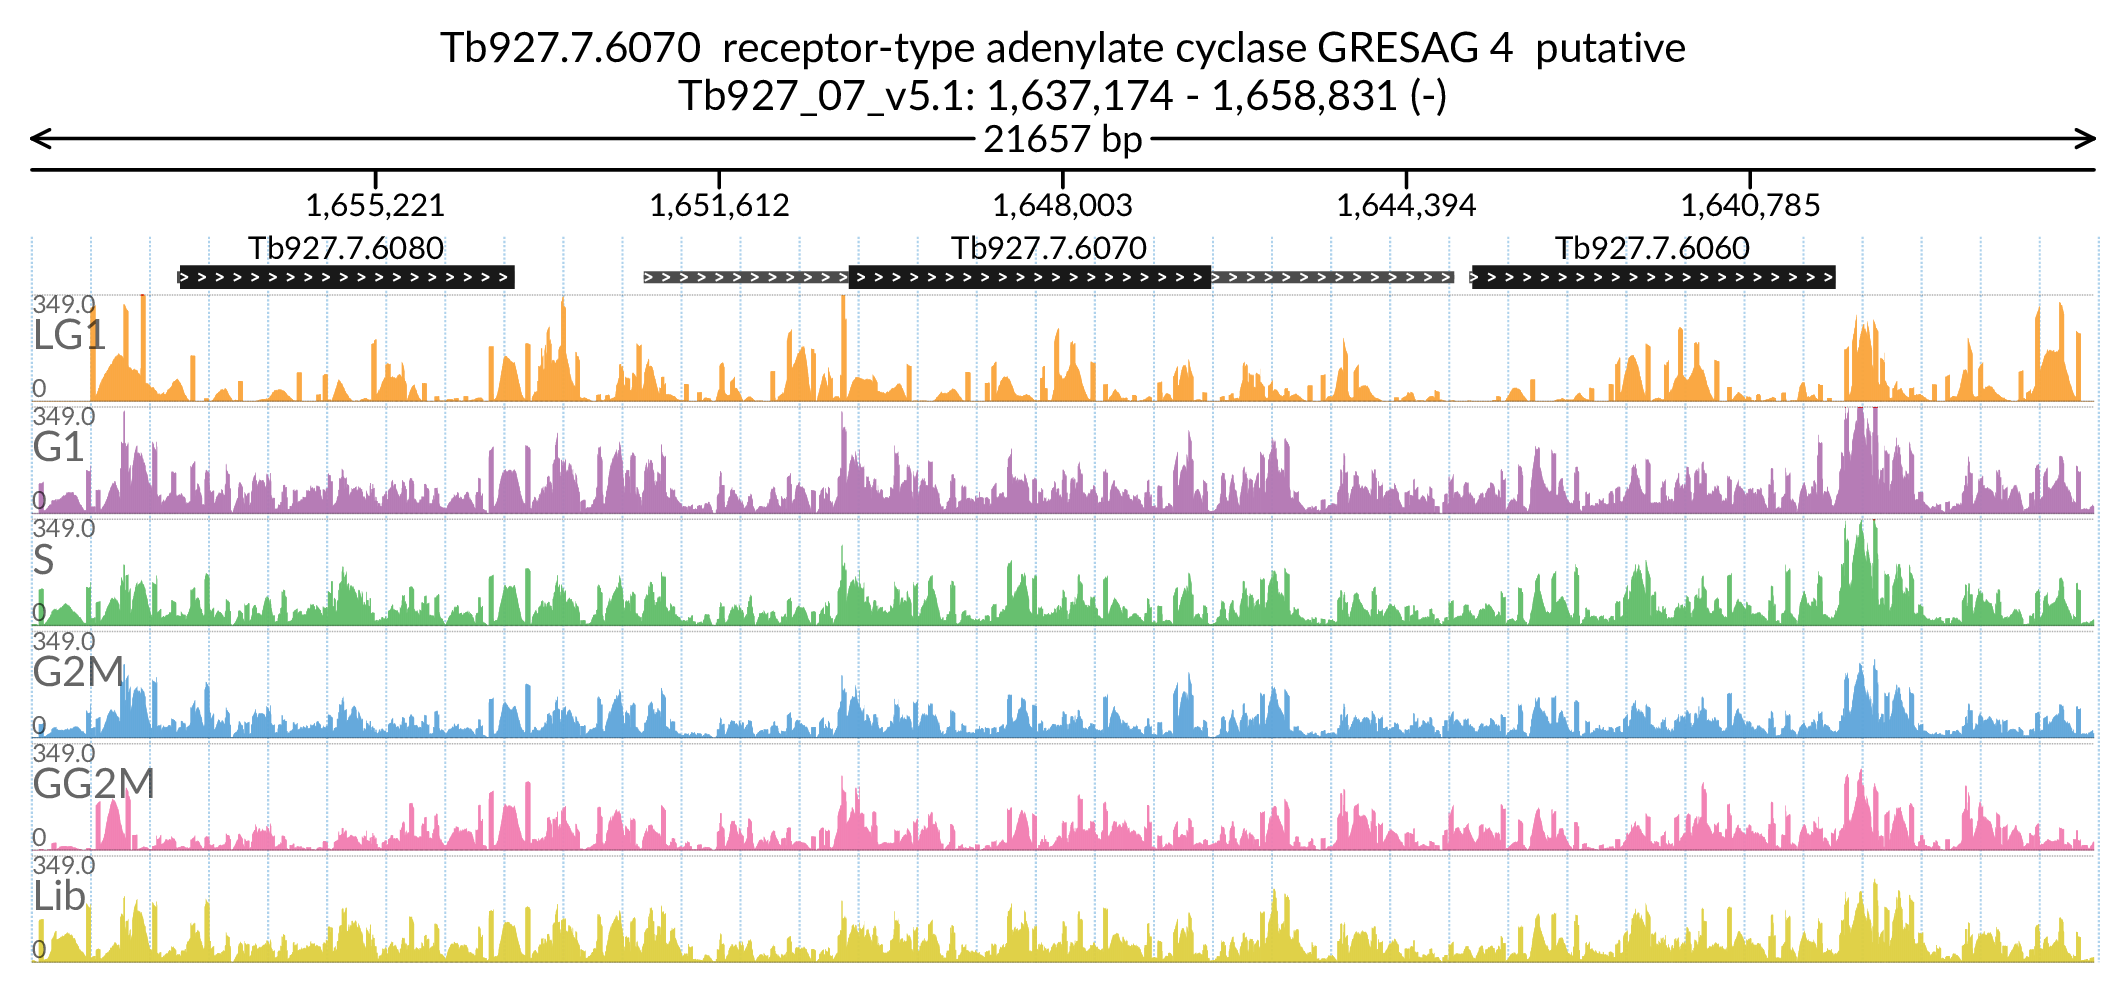 Tb927.7.6070  receptor-type adenylate cyclase GRESAG 4  putative
Tb927_07_v5.1: 1,637,174 - 1,658,831 (-)
21657 bp
1,655,221 1,651,612 1,648,003 1,644,394 1,640,785
Tb927.7.6080 Tb927.7.6070 Tb927.7.6060
349.0
LG1
0
349.0
G1
0
349.0
S
0
349.0
G2M
0
349.0
GG2M
0
349.0
Lib
0